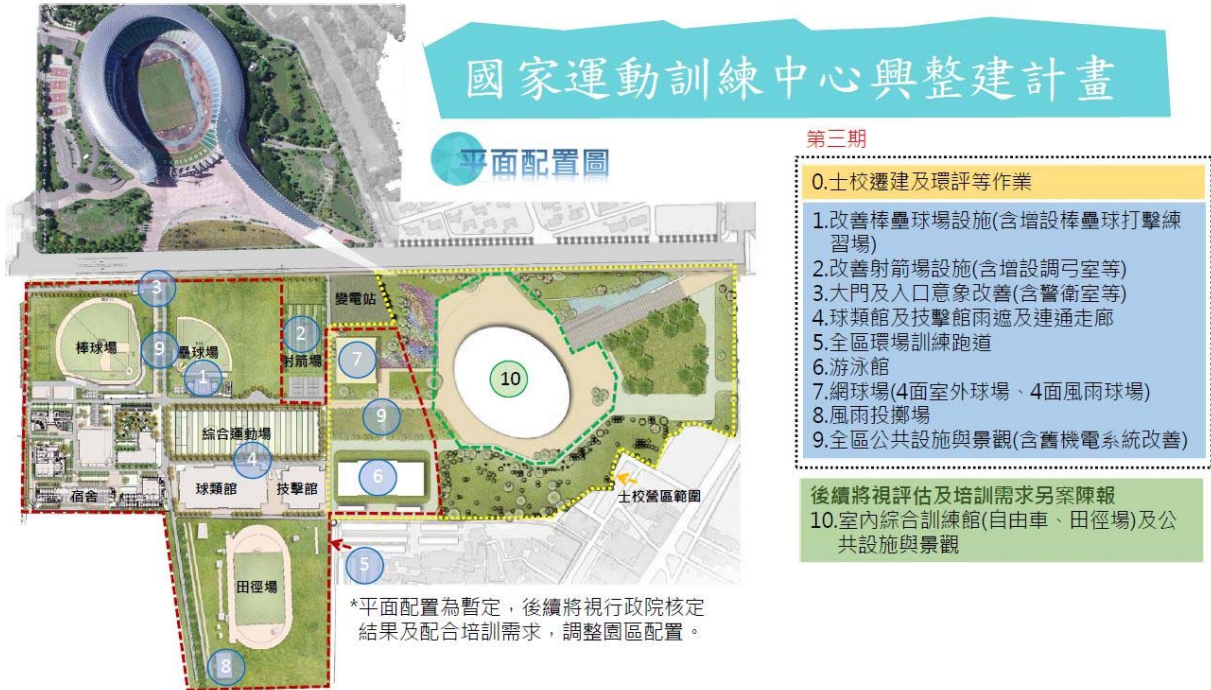 國家運動訓練中心興整建計畫
平面配置圖
第三期
0.士校遷建及環評等作業
1.改善棒壘球場設施(含增設棒壘球打擊練
習場)
2.改善射箭場設施(含增設調弓室等)
3.大門及入口意象改善(含警衛室等)
4.球類館及技擊館雨遮及連通走廊
5.全區環場訓練跑道
6.游泳館
7.網球場(4面室外球場、4面風雨球場)
8.風雨投擲場
9.全區公共設施與景觀(含舊機電系統改善)
後續將視評估及培訓需求另案陳報
10.室內綜合訓練館(自由車、田徑場)及公
共設施與景觀
3
變電站
2
射箭場
棒球場
9
壘球場
1
7
10
9
綜合運動場
4
6
球類館
技擊館
宿舍
士校營區範圍
5
田徑場
8
*平面配置為暫定，後續將視行政院核定
結果及配合培訓需求，調整園區配置。